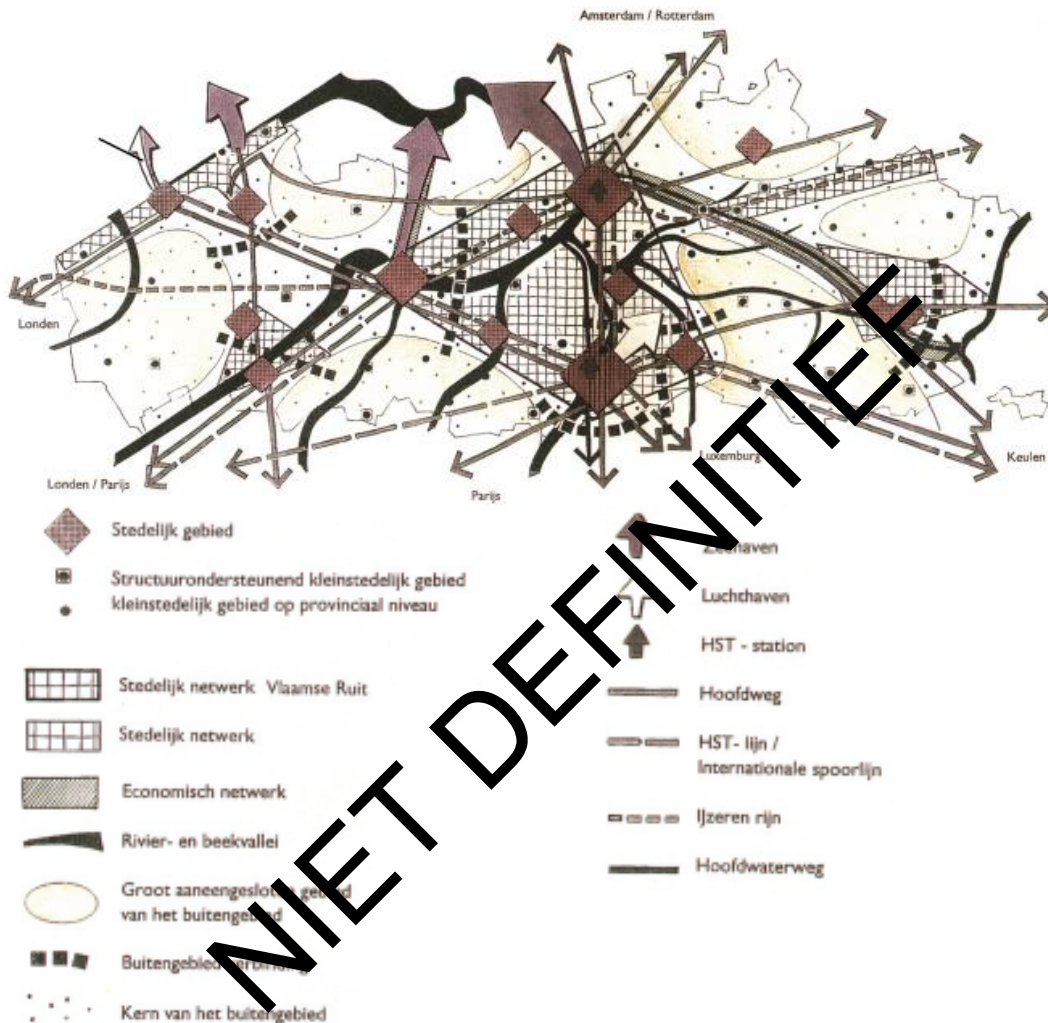 Amsterdam / Rotterdam
Londen
Londen / Parijs
Parijs
Luxemburg
Keulen
Stedelijk gebied
Structuurondersteunend kleinstedelijk gebied
kleinstedelijk gebied op provinciaal niveau
Stedelijk netwerk Vlaamse Ruit
Stedelijk netwerk
Economisch netwerk
Rivier- en beekvallei
Groot aaneengesloten gebied
van het buitengebied
Buitengebied
Kern van het buitengebied
Zeehaven
Luchthaven
HST - station
Hoofdweg
HST- lijn /
Internationale spoorlijn
IJzeren rijn
Hoofdwaterweg
NIET DEFINITIEF